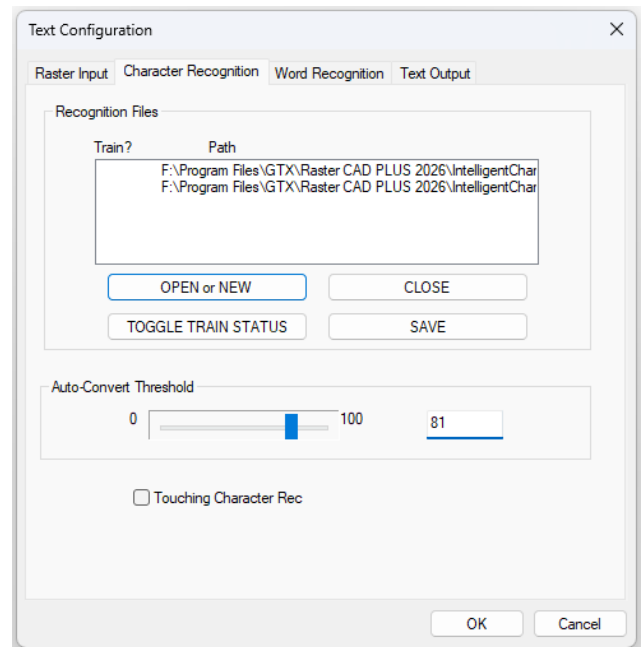 Text Configuration
Raster Input Character Recognition Word Recognition Text Output
Recognition Files
Train? Path
F:\Program Files\GTX\Raster CAD PLUS 2026\IntelligentChar
F:\Program Files\GTX\Raster CAD PLUS 2026\IntelligentChar
OPEN or NEW CLOSE
TOGGLE TRAIN STATUS SAVE
Auto-Convert Threshold
0 100 81
Touching Character Rec
OK Cancel